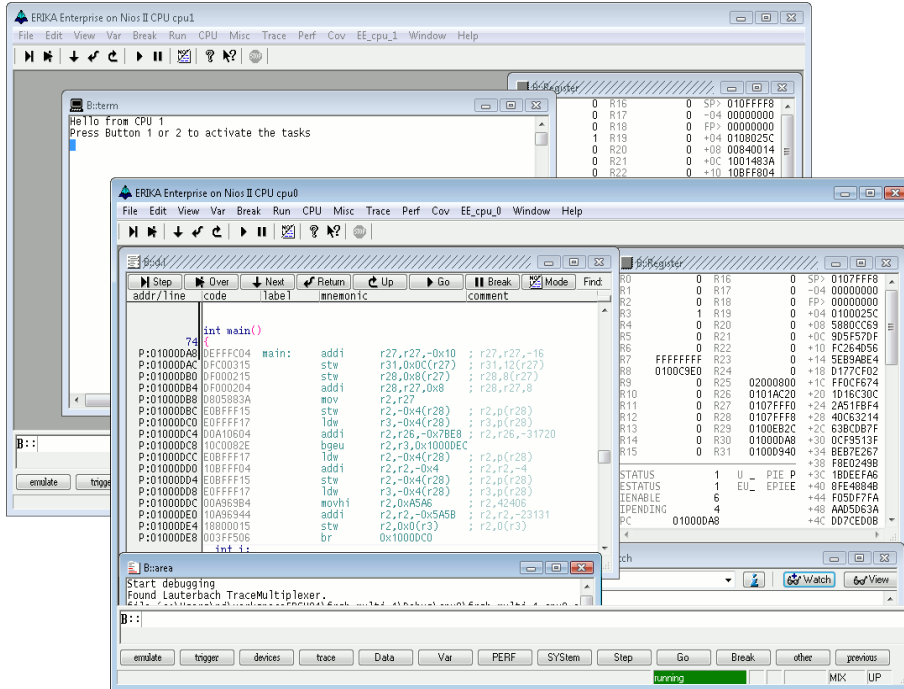 ERIKA Enterprise on Nios II CPU cpu1
File Edit View Var Break Run CPU Misc Trace Perf Cov EE_cpu_1 Window Help
B::Register
0 R16 0 SP> 010FFFF8
0 R17 0 -04 00000000
0 R18 0 FP> 00000000
1 R19 0 +04 0108025C
0 R20 0 +08 00840014
0 R21 0 +0C 1001483A
0 R22 0 +10 10BFF804
B::term
Hello from CPU 1
Press Button 1 or 2 to activate the tasks
B::
emulate
ERIKA Enterprise on Nios II CPU cpu0
File Edit View Var Break Run CPU Misc Trace Perf Cov EE_cpu_0 Window Help
B::d.l
Step Over Next Return Up Go Break Mode Find:
addr/line code label mnemonic comment
int main()
74 {
P:01000DA8 DEFFFC04 main: addi r27,r27,-0x10 ; r27,r27,-16
P:01000DAC DFC00315 stw r31,0x0C(r27) ; r31,12(r27)
P:01000DB0 DF000215 stw r28,0x8(r27) ; r28,8(r27)
P:01000DB4 DF000204 addi r28,r27,0x8 ; r28,r27,8
P:01000DB8 D805883A mov r2,r27
P:01000DBC E0BFFF15 stw r2,-0x4(r28) ; r2,p(r28)
P:01000DC0 E0FFFF17 ldw r3,-0x4(r28) ; r3,p(r28)
P:01000DC4 D0A10604 addi r2,r26,-0x7BE8 ; r2,r26,-31720
P:01000DC8 10C0082E bgeu r2,r3,0x1000DEC
P:01000DCC E0BFFF17 ldw r2,-0x4(r28) ; r2,p(r28)
P:01000DD0 10BFFF04 addi r2,r2,-0x4 ; r2,r2,-4
P:01000DD4 E0BFFF15 stw r2,-0x4(r28) ; r2,p(r28)
P:01000DD8 E0FFFF17 ldw r3,-0x4(r28) ; r3,p(r28)
P:01000DDC 00A969B4 movhi r2,0xA5A6 ; r2,42406
P:01000DE0 10A96944 addi r2,r2,-0x5A5B ; r2,r2,-23131
P:01000DE4 18800015 stw r2,0x0(r3) ; r2,0(r3)
P:01000DE8 003FF506 br 0x1000DC0
int i;
B::Register
R0 0 R16 0 SP> 0107FFF8
R1 0 R17 0 -04 00000000
R2 0 R18 0 FP> 00000000
R3 1 R19 0 +04 0100025C
R4 0 R20 0 +08 5880CC69
R5 0 R21 0 +0C 9D5F57DF
R6 0 R22 0 +10 FC264D56
R7 FFFFFFFF R23 0 +14 5EB9ABE4
R8 0100C9E0 R24 0 +18 D177CF02
R9 0 R25 02000800 +1C FF0CF674
R10 0 R26 0101AC20 +20 1D16C30C
R11 0 R27 0107FFF0 +24 2A51FBF4
R12 0 R28 0107FFF8 +28 40C63214
R13 0 R29 0100EB2C +2C 63BCDB7F
R14 0 R30 01000DA8 +30 0CF9513F
R15 0 R31 0100D940 +34 BEB7E267
+38 F8E0249B
STATUS 1 U _ PIE P +3C 1BDEEFA6
ESTATUS 1 EU_ EPIEE +40 8FE4884B
IENABLE 6 +44 F05DF7FA
IPENDING 4 +48 AAD5D63A
PC 01000DA8 +4C DD7CED0B
B::area
Start debugging
Found Lauterbach TraceMultiplexer.
Watch View
B::
emulate trigger devices trace Data Var PERF SYStem Step Go Break other previous
running MIX UP